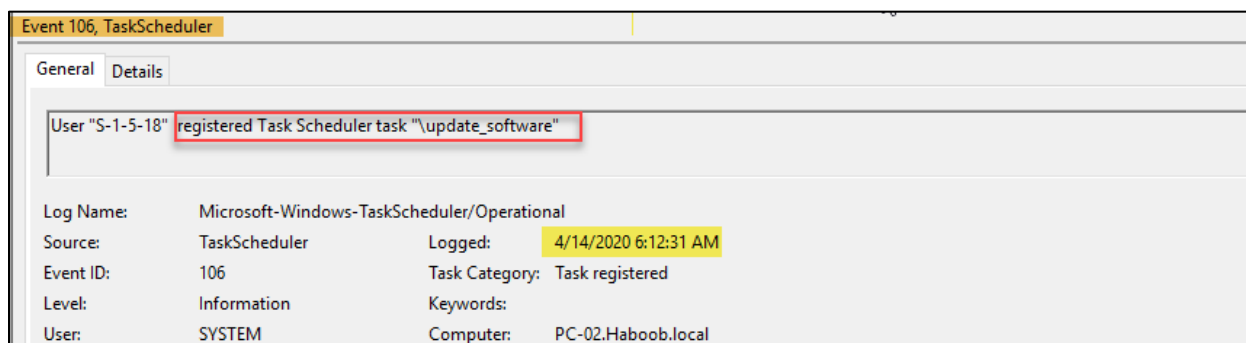 Event 106, TaskScheduler
General Details
User "S-1-5-18" registered Task Scheduler task "\update_software"
Log Name: Microsoft-Windows-TaskScheduler/Operational
Source: TaskScheduler Logged: 4/14/2020 6:12:31 AM
Event ID: 106 Task Category: Task registered
Level: Information Keywords:
User: SYSTEM Computer: PC-02.Haboob.local